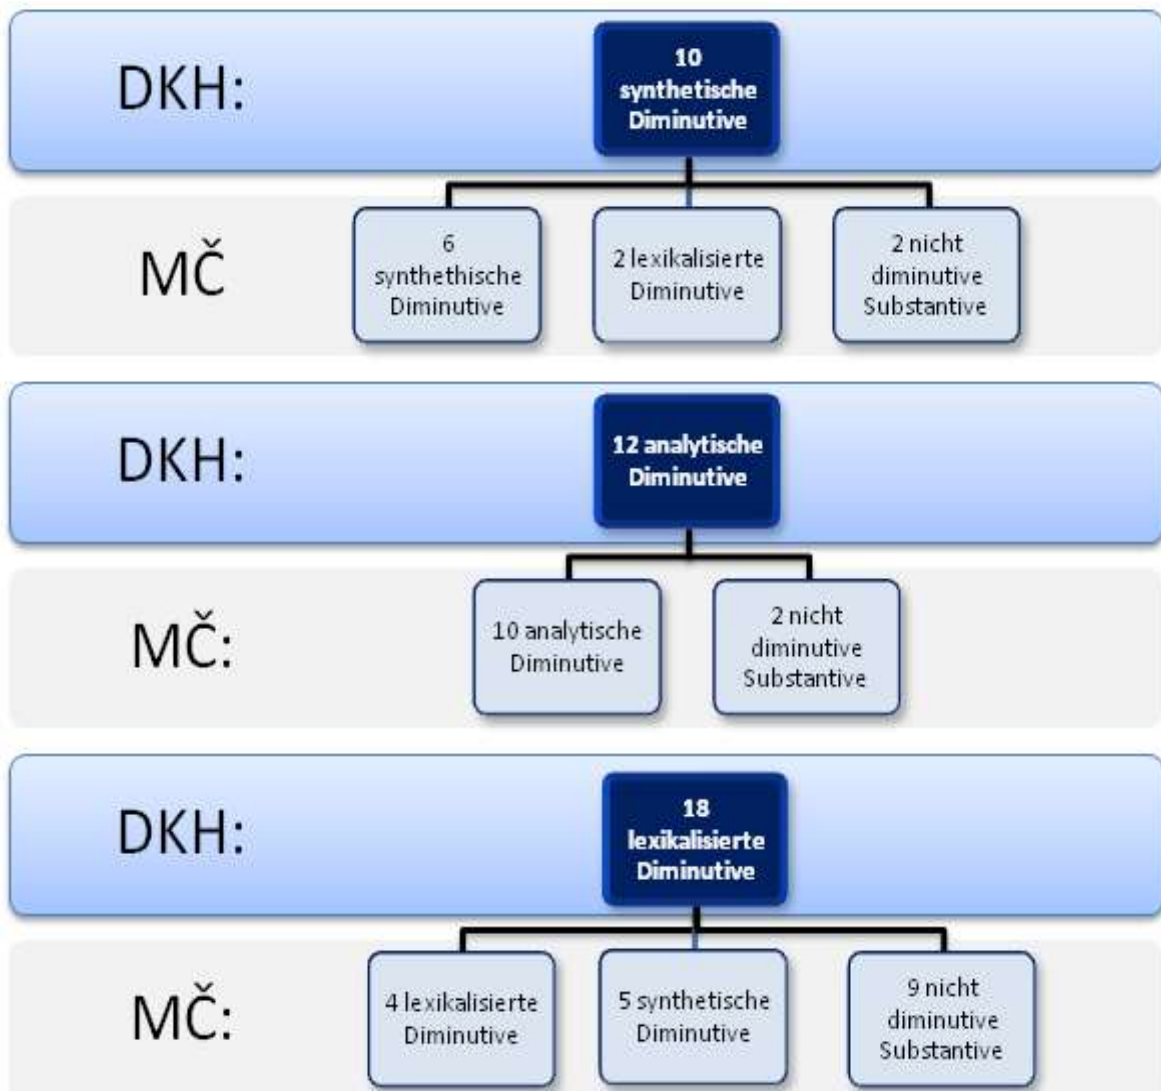 DKH:
10
synthetische
Diminutive
MČ
6
synthethische
Diminutive
2 lexikalisierte
Diminutive
2 nicht
diminutive
Substantive
DKH:
12 analytische
Diminutive
MČ:
10 analytische
Diminutive
2 nicht
diminutive
Substantive
DKH:
18
lexikalisierte
Diminutive
MČ:
4 lexikalisierte
Diminutive
5 synthetische
Diminutive
9 nicht
diminutive
Substantive